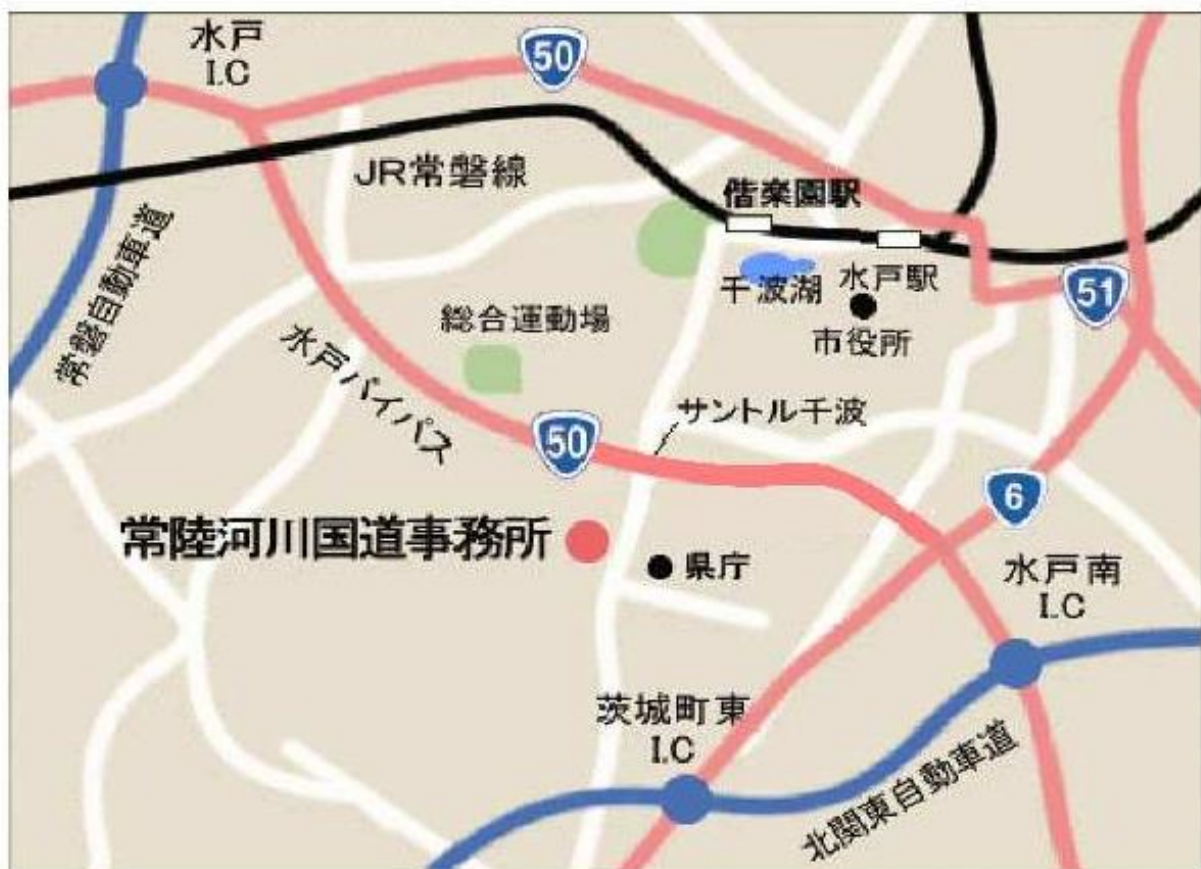 水戸
I.C
50
JR常磐線
偕楽園駅
常磐自動車道
千波湖
水戸駅
51
総合運動場
市役所
水戸バイパス
サントル千波
50
6
常陸河川国道事務所
県庁
水戸南
I.C
茨城町東
I.C
北関東自動車道